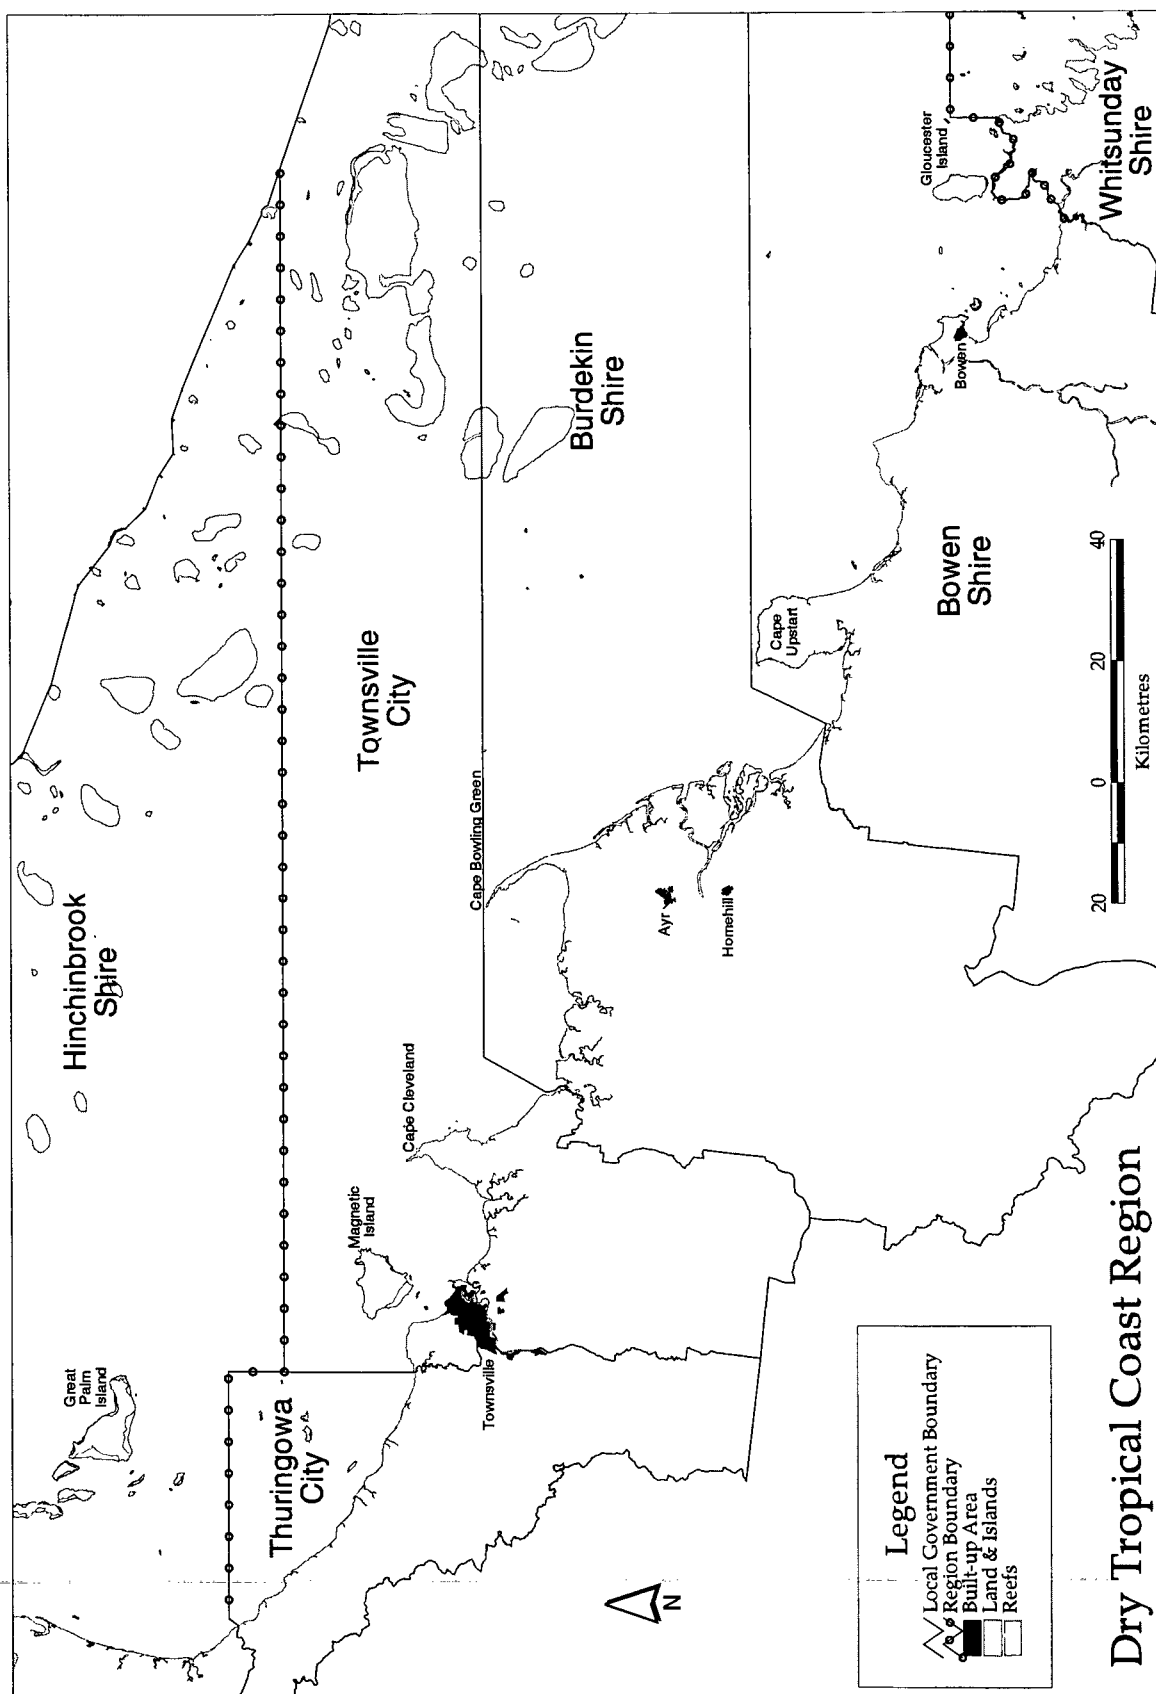 Hinchinbrook
Shire
Great
Palm
Island
Thuringowa
City
Magnetic
Island
Townsville
City
Cape Cleveland
Townsville
Cape Bowling Green
Burdekin
Shire
Ayr
Homehill
Cape
Upstart
Gloucester
Island
Bowen
Bowen
Shire
Whitsunday
Shire
N
Legend
Local Government Boundary
Region Boundary
Built-up Area
Land & Islands
Reefs
20 0 20 40
Kilometres
Dry Tropical Coast Region